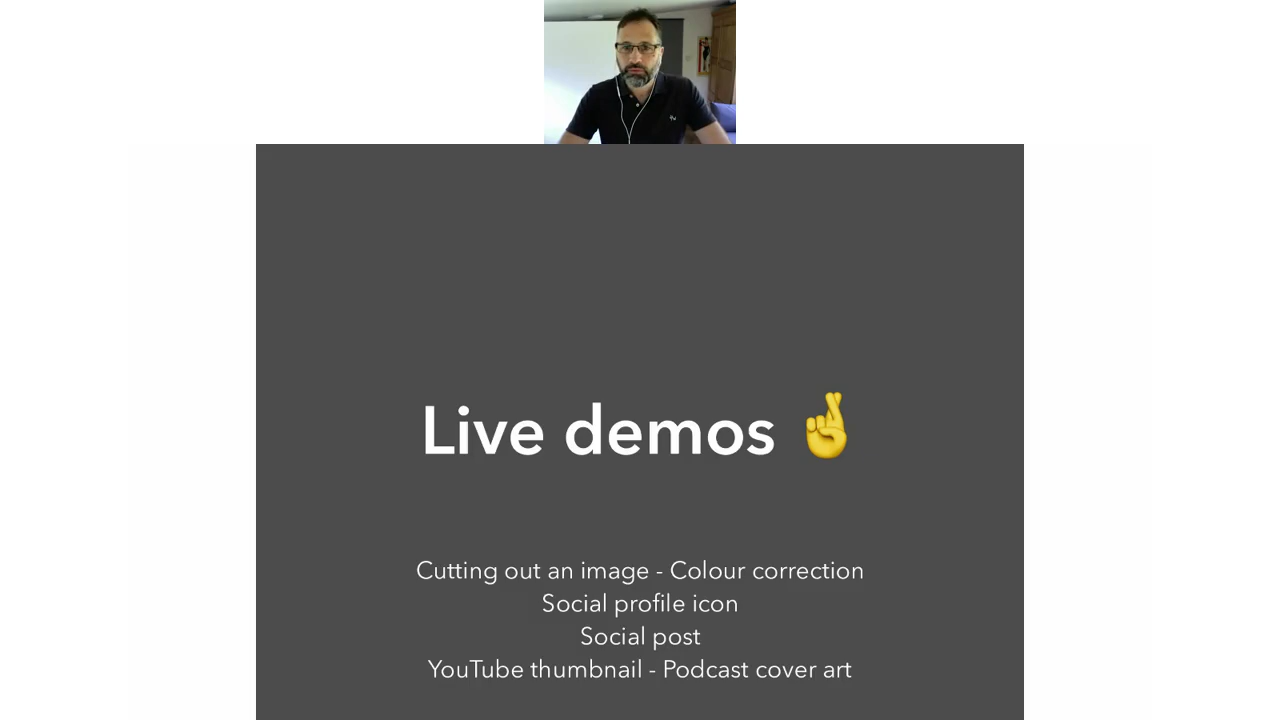 Live demos 🤞
Cutting out an image - Colour correction
Social profile icon
Social post
YouTube thumbnail - Podcast cover art